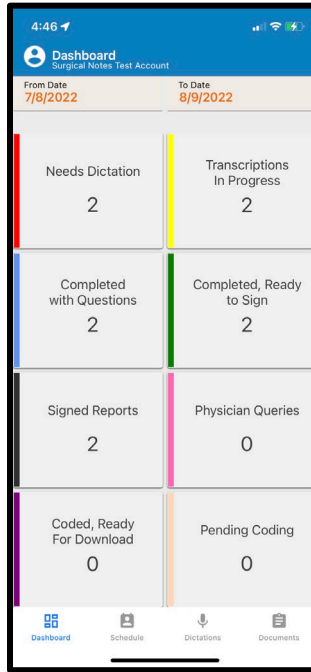 4:46
Dashboard
Surgical Notes Test Account
From Date
To Date
7/8/2022
8/9/2022
Needs Dictation
2
Transcriptions
In Progress
2
Completed
with Questions
2
Completed, Ready
to Sign
2
Signed Reports
2
Physician Queries
0
Coded, Ready
For Download
0
Pending Coding
0
Dashboard
Schedule
Dictations
Documents